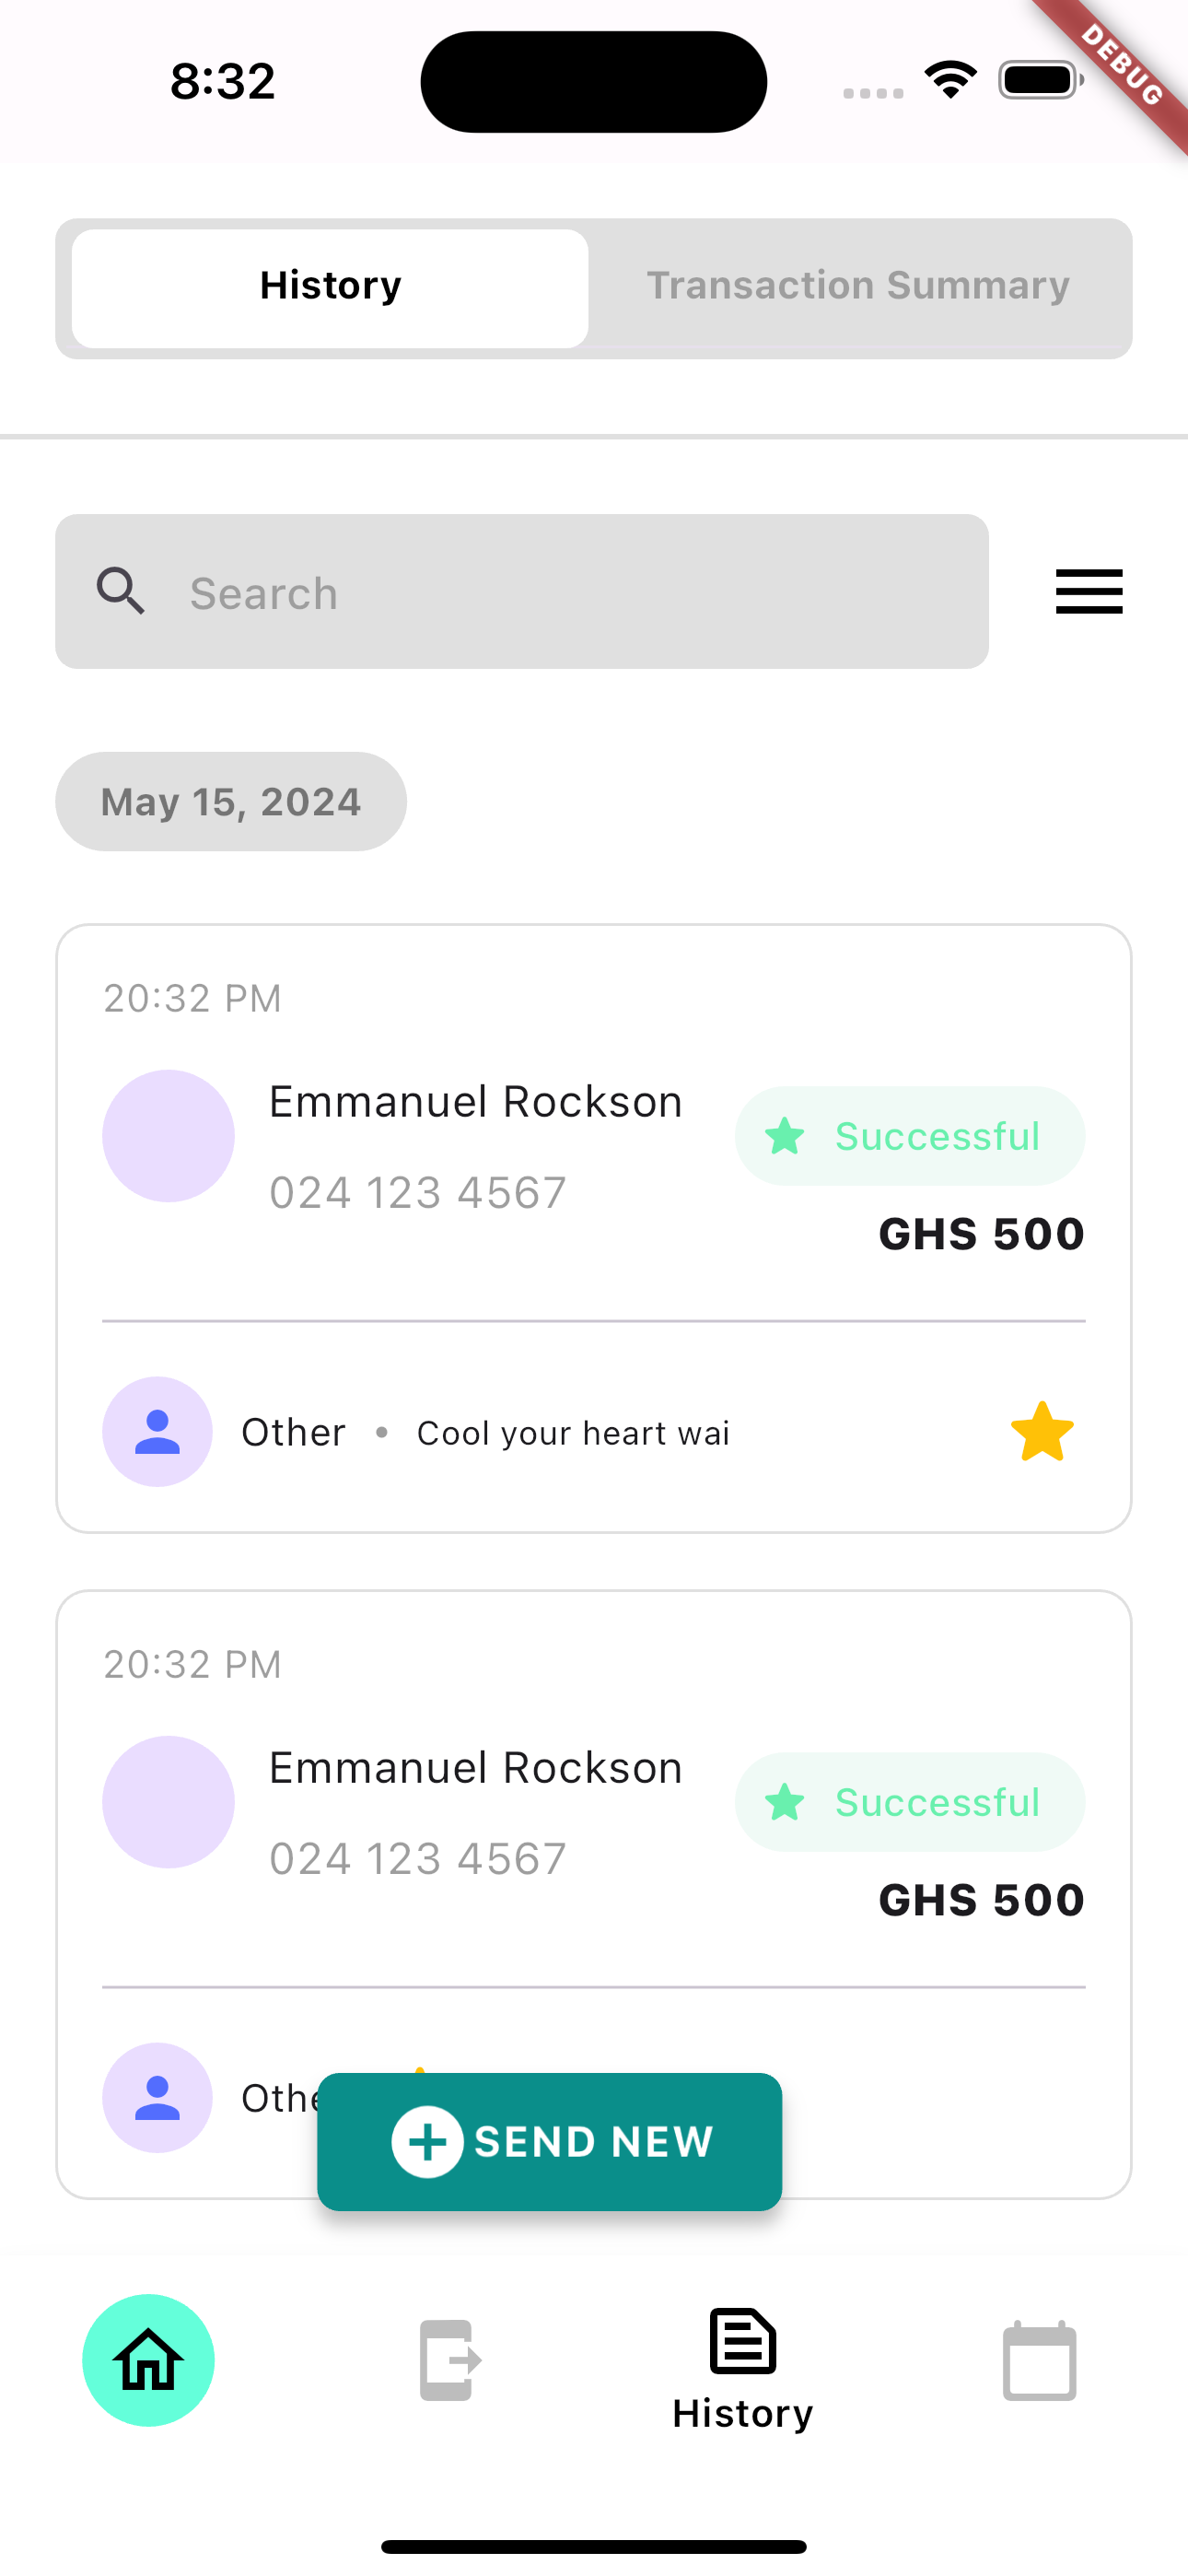 8:32
DEBUG
History
Transaction Summary
Search
May 15, 2024
20:32 PM
Emmanuel Rockson
Successful
024 123 4567
GHS 500
Other • Cool your heart wai
20:32 PM
Emmanuel Rockson
Successful
024 123 4567
GHS 500
Othe
SEND NEW
History